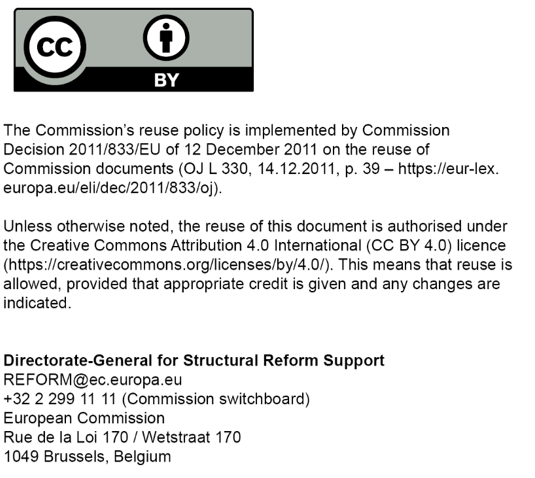 CC
BY
The Commission's reuse policy is implemented by Commission
Decision 2011/833/EU of 12 December 2011 on the reuse of
Commission documents (OJ L 330, 14.12.2011, p. 39 – https://eur-lex.
europa.eu/eli/dec/2011/833/oj).
Unless otherwise noted, the reuse of this document is authorised under
the Creative Commons Attribution 4.0 International (CC BY 4.0) licence
(https://creativecommons.org/licenses/by/4.0/). This means that reuse is
allowed, provided that appropriate credit is given and any changes are
indicated.
Directorate-General for Structural Reform Support
REFORM@ec.europa.eu
+32 2 299 11 11 (Commission switchboard)
European Commission
Rue de la Loi 170 / Wetstraat 170
1049 Brussels, Belgium